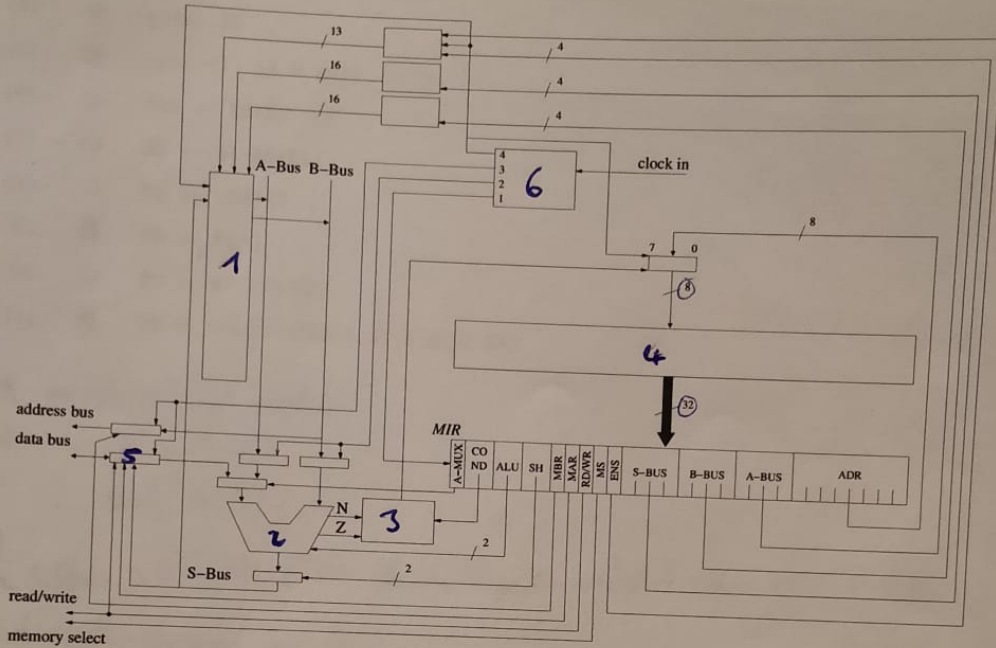 13
4
16
4
16
4
A-Bus B-Bus
4
3
2
1
6
clock in
8
7 0
1
8
4
32
address bus
data bus
5
MIR
A-MUX
CO
ND
ALU
SH
MBR
MAR
RD/WR
MS
ENS
S-BUS
B-BUS
A-BUS
ADR
N
Z
2
3
2
S-Bus
2
read/write
memory select